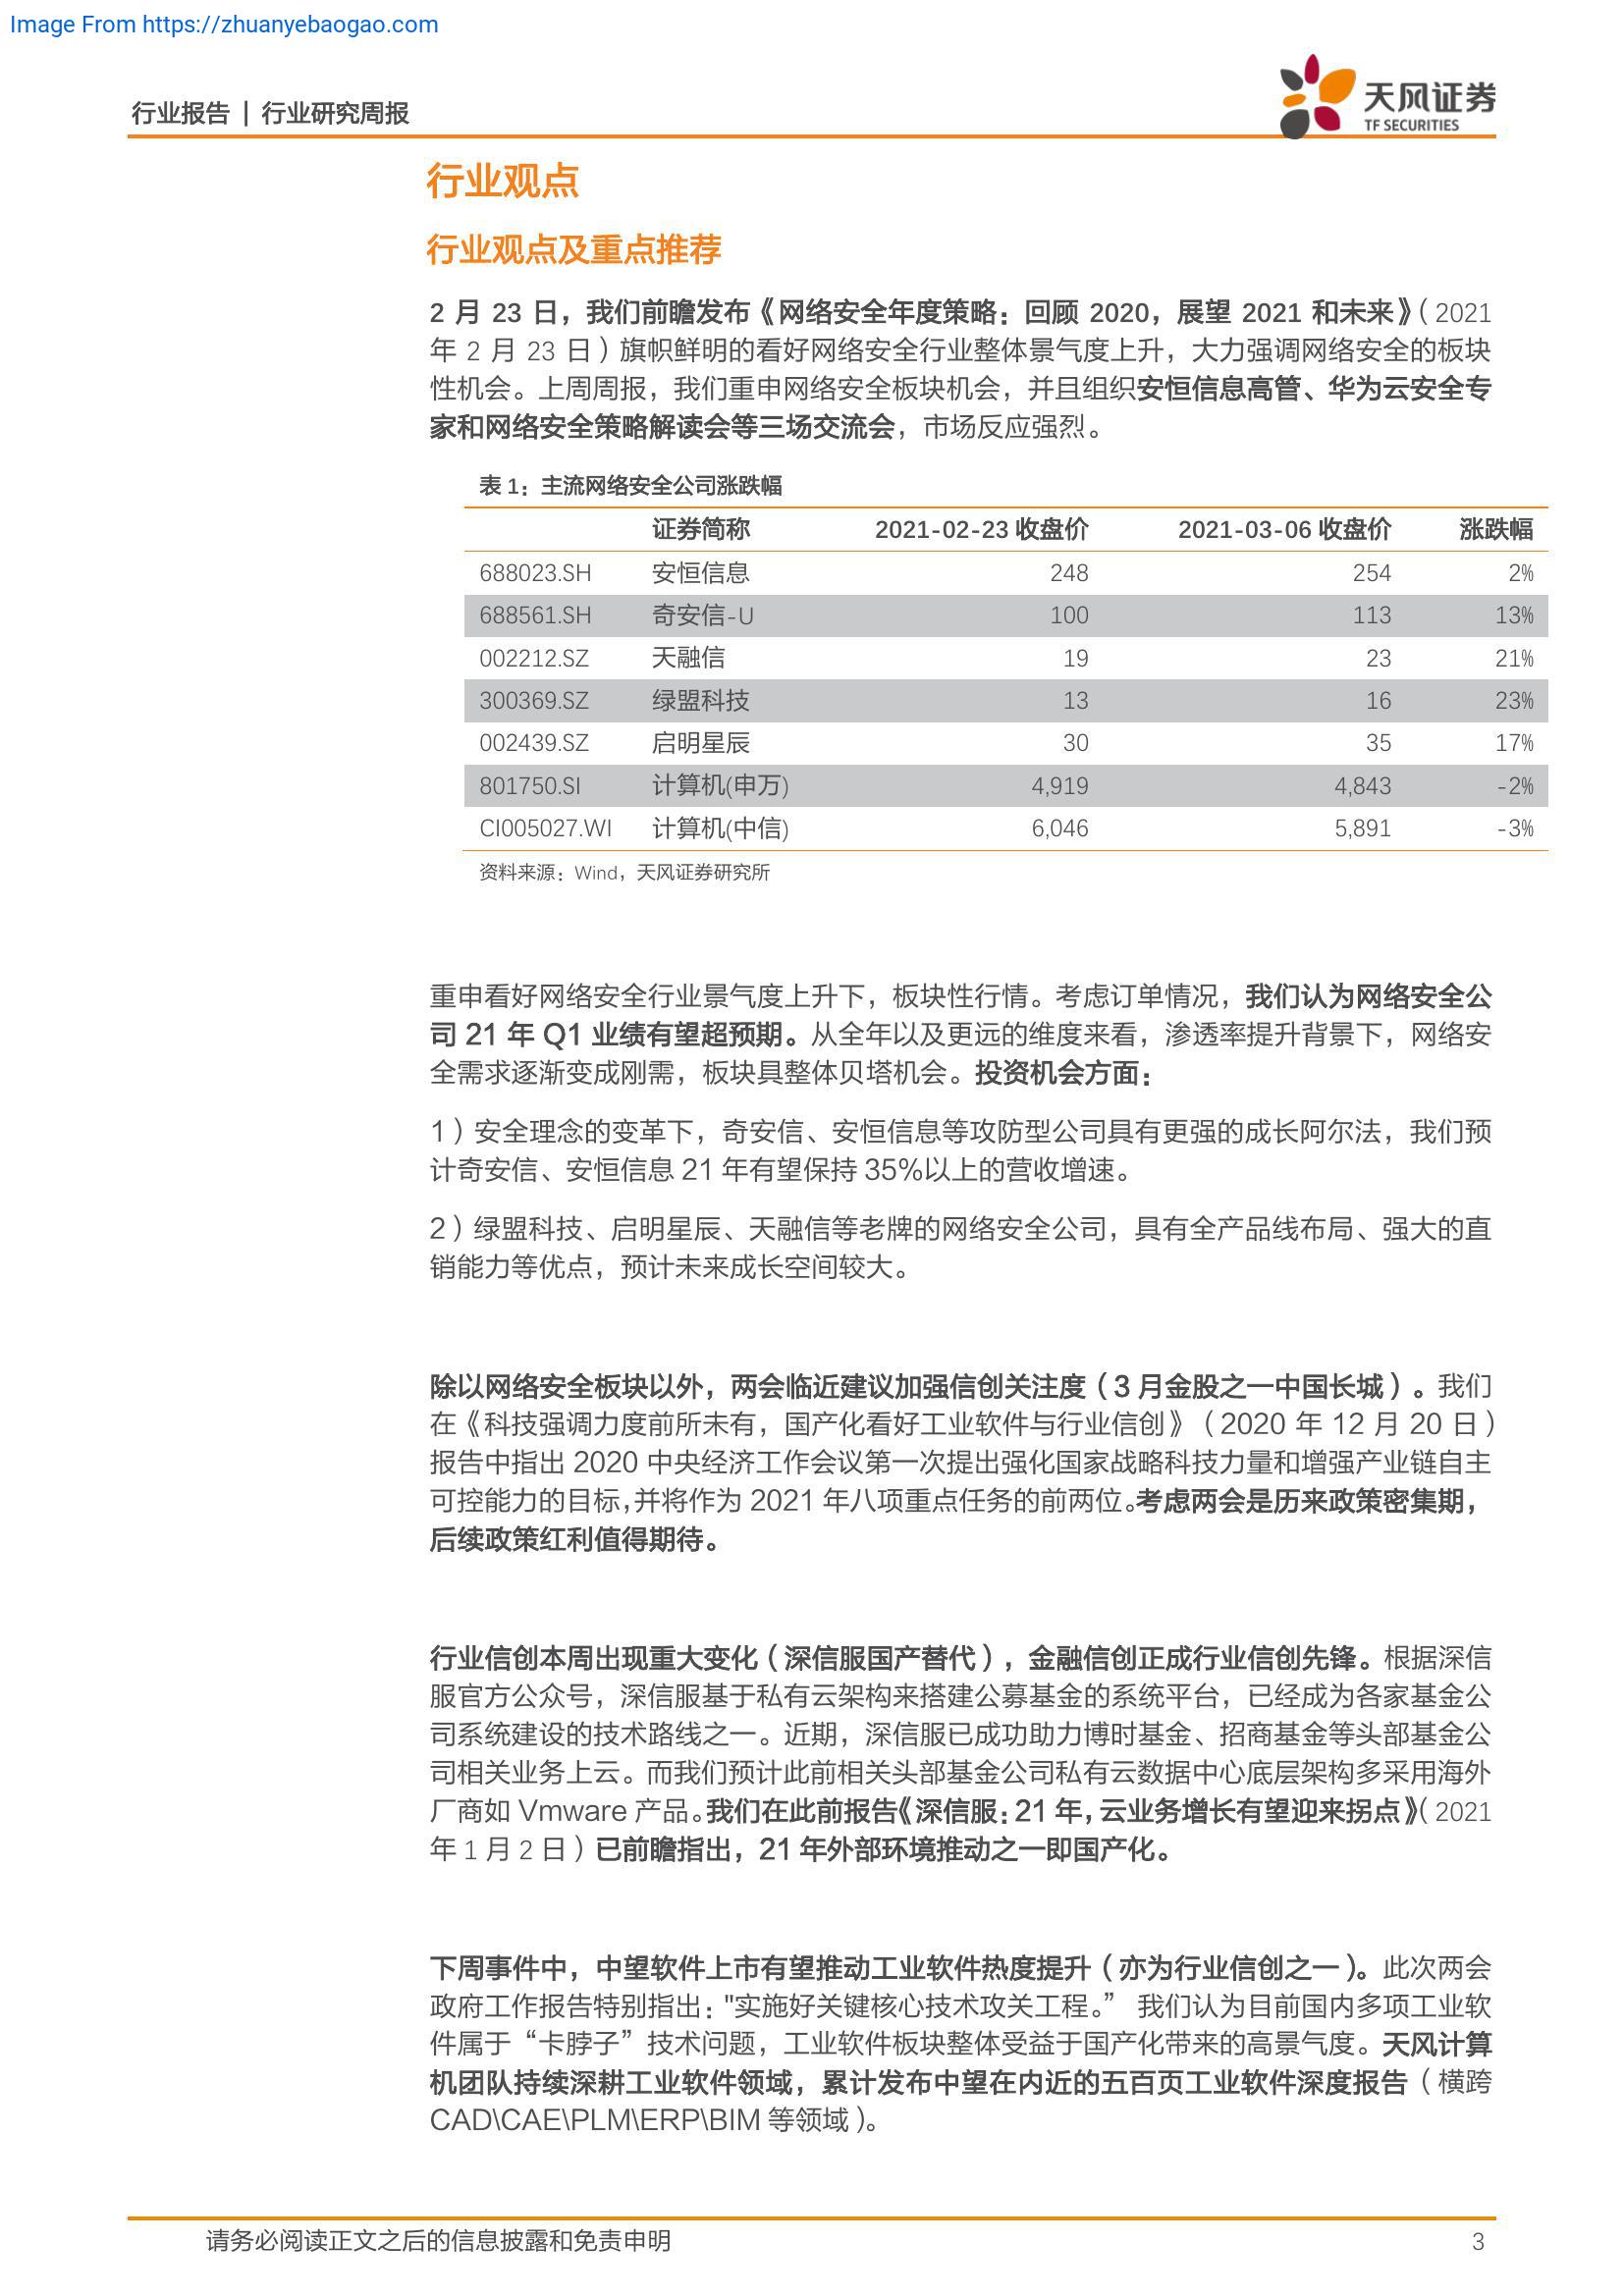 Image From https://zhuanyebaogao.com
行业报告 | 行业研究周报
天风证券
TF SECURITIES
行业观点
行业观点及重点推荐
2 月 23 日，我们前瞻发布《网络安全年度策略：回顾 2020，展望 2021 和未来》（2021
年 2 月 23 日）旗帜鲜明的看好网络安全行业整体景气度上升，大力强调网络安全的板块
性机会。上周周报，我们重申网络安全板块机会，并且组织安恒信息高管、华为云安全专
家和网络安全策略解读会等三场交流会，市场反应强烈。
表 1：主流网络安全公司涨跌幅
证券简称 2021-02-23 收盘价 2021-03-06 收盘价 涨跌幅
688023.SH 安恒信息 248 254 2%
688561.SH 奇安信-U 100 113 13%
002212.SZ 天融信 19 23 21%
300369.SZ 绿盟科技 13 16 23%
002439.SZ 启明星辰 30 35 17%
801750.SI 计算机(申万) 4,919 4,843 -2%
CI005027.WI 计算机(中信) 6,046 5,891 -3%
资料来源：Wind，天风证券研究所
重申看好网络安全行业景气度上升下，板块性行情。考虑订单情况，我们认为网络安全公
司 21 年 Q1 业绩有望超预期。从全年以及更远的维度来看，渗透率提升背景下，网络安
全需求逐渐变成刚需，板块具整体贝塔机会。投资机会方面：
1）安全理念的变革下，奇安信、安恒信息等攻防型公司具有更强的成长阿尔法，我们预
计奇安信、安恒信息 21 年有望保持 35%以上的营收增速。
2）绿盟科技、启明星辰、天融信等老牌的网络安全公司，具有全产品线布局、强大的直
销能力等优点，预计未来成长空间较大。
除以网络安全板块以外，两会临近建议加强信创关注度（3 月金股之一中国长城）。我们
在《科技强调力度前所未有，国产化看好工业软件与行业信创》（2020 年 12 月 20 日）
报告中指出 2020 中央经济工作会议第一次提出强化国家战略科技力量和增强产业链自主
可控能力的目标，并将作为 2021 年八项重点任务的前两位。考虑两会是历来政策密集期，
后续政策红利值得期待。
行业信创本周出现重大变化（深信服国产替代），金融信创正成行业信创先锋。根据深信
服官方公众号，深信服基于私有云架构来搭建公募基金的系统平台，已经成为各家基金公
司系统建设的技术路线之一。近期，深信服已成功助力博时基金、招商基金等头部基金公
司相关业务上云。而我们预计此前相关头部基金公司私有云数据中心底层架构多采用海外
厂商如 Vmware 产品。我们在此前报告《深信服：21 年，云业务增长有望迎来拐点》（2021
年 1 月 2 日）已前瞻指出，21 年外部环境推动之一即国产化。
下周事件中，中望软件上市有望推动工业软件热度提升（亦为行业信创之一）。此次两会
政府工作报告特别指出："实施好关键核心技术攻关工程。” 我们认为目前国内多项工业软
件属于“卡脖子”技术问题，工业软件板块整体受益于国产化带来的高景气度。天风计算
机团队持续深耕工业软件领域，累计发布中望在内近的五百页工业软件深度报告（横跨
CAD\CAE\PLM\ERP\BIM 等领域）。
请务必阅读正文之后的信息披露和免责申明 3